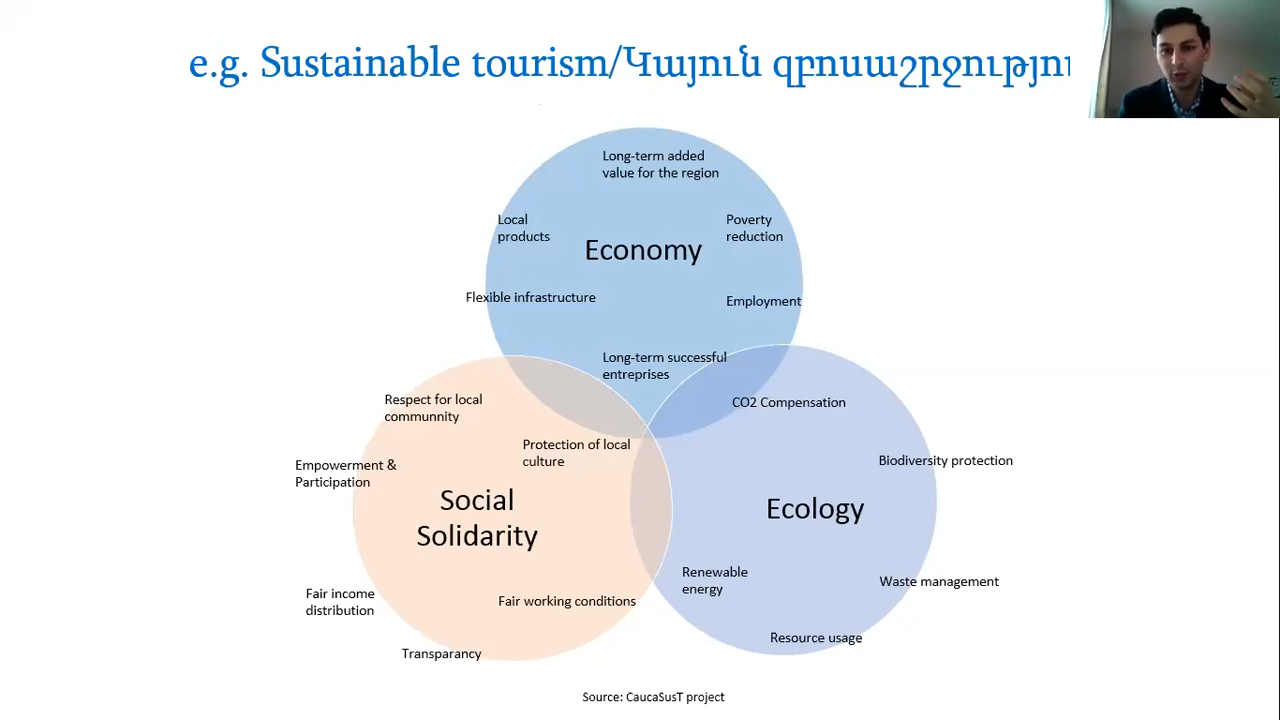 e.g. Sustainable tourism/Կայուն զբոսաշրջությու
Long-term added
value for the region
Local
products
Poverty
reduction
Economy
Flexible infrastructure
Employment
Long-term successful
entreprises
Respect for local
communnity
CO2 Compensation
Protection of local
culture
Biodiversity protection
Empowerment &
Participation
Social
Solidarity
Ecology
Renewable
energy
Waste management
Fair income
distribution
Fair working conditions
Resource usage
Transparancy
Source: CaucaSusT project